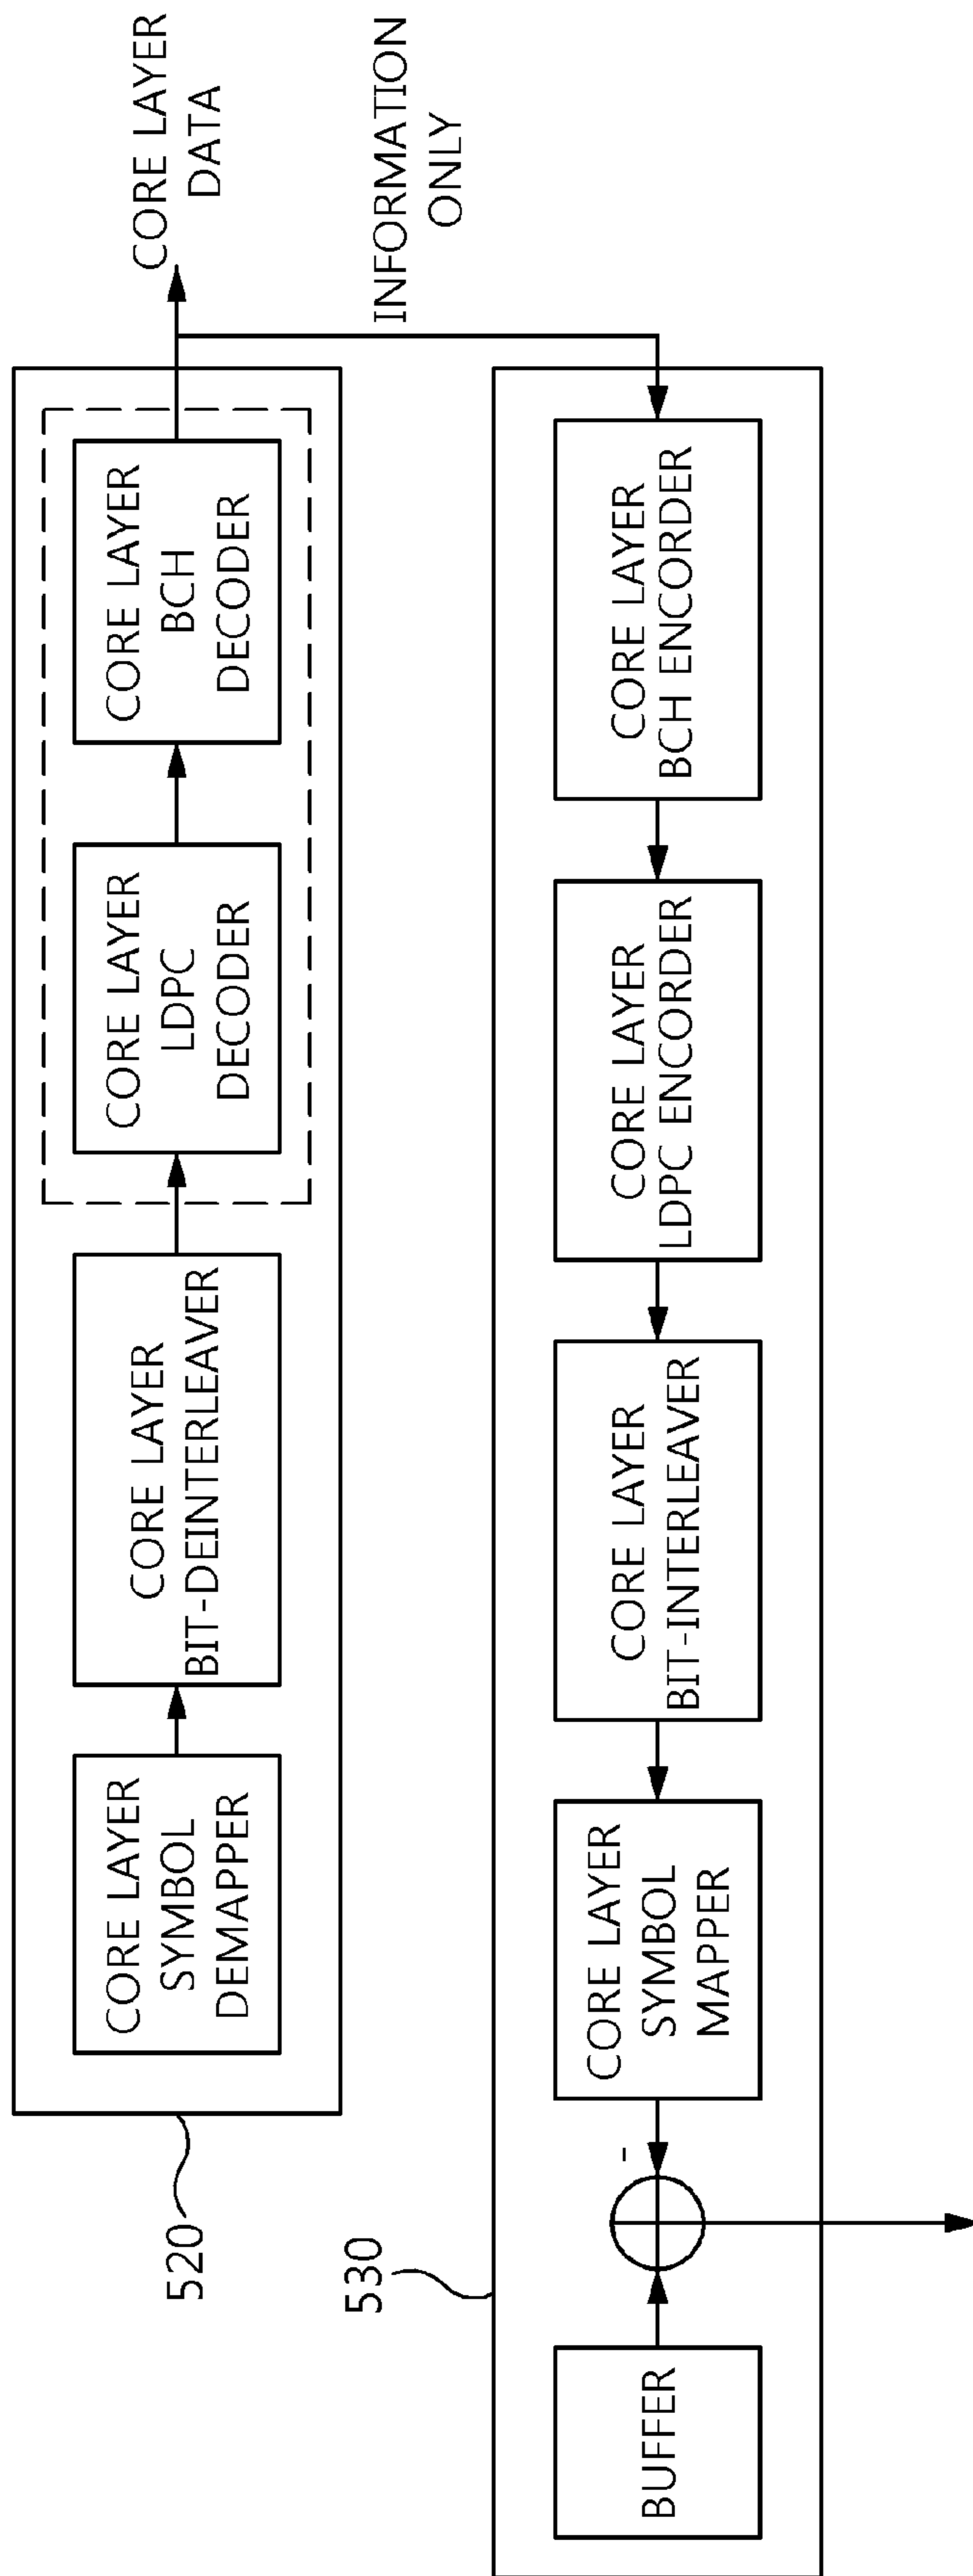 520
CORE LAYER
SYMBOL
DEMAPPER
CORE LAYER
BIT-DEINTERLEAVER
CORE LAYER
LDPC
DECODER
CORE LAYER
BCH
DECODER
CORE LAYER
DATA
INFORMATION
ONLY
530
BUFFER
-
CORE LAYER
SYMBOL
MAPPER
CORE LAYER
BIT-INTERLEAVER
CORE LAYER
LDPC ENCORDER
CORE LAYER
BCH ENCORDER